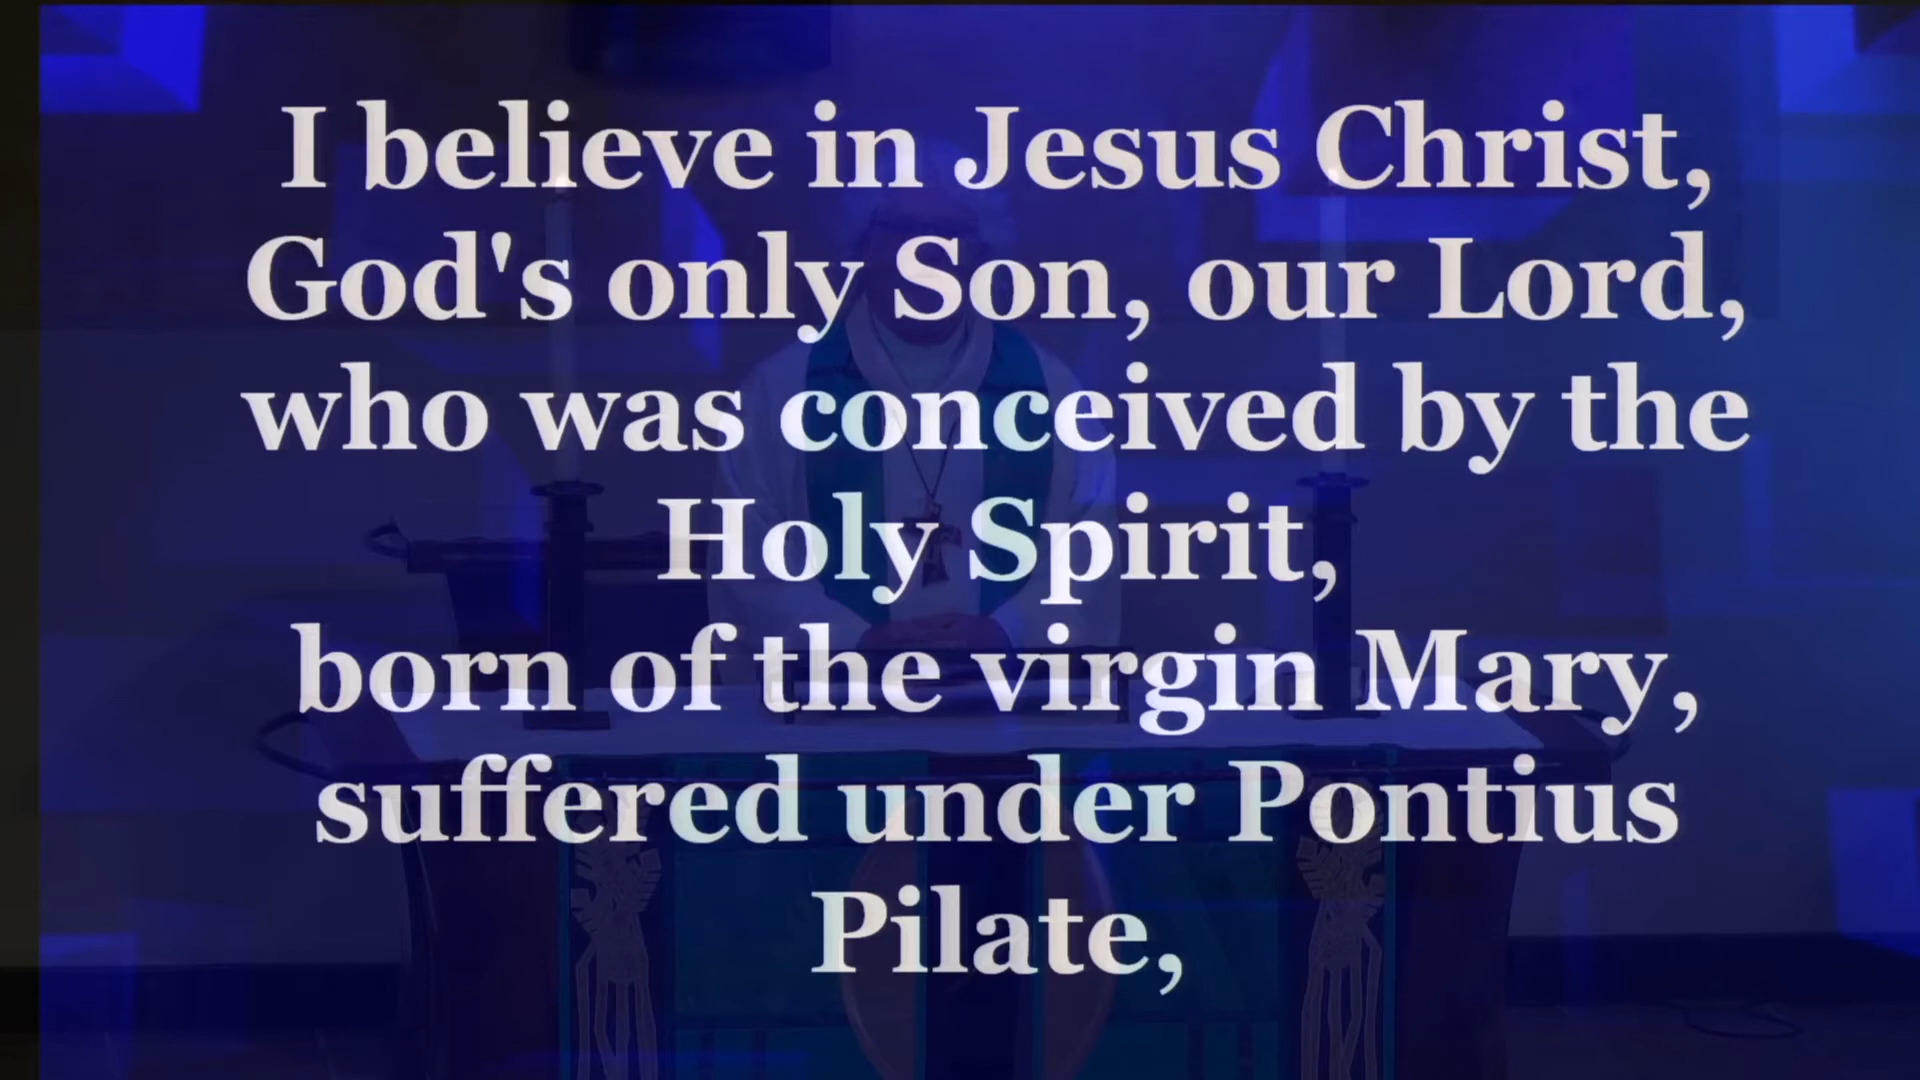 I believe in Jesus Christ,
God's only Son, our Lord,
who was conceived by the
Holy Spirit,
born of the virgin Mary,
suffered under Pontius
Pilate,